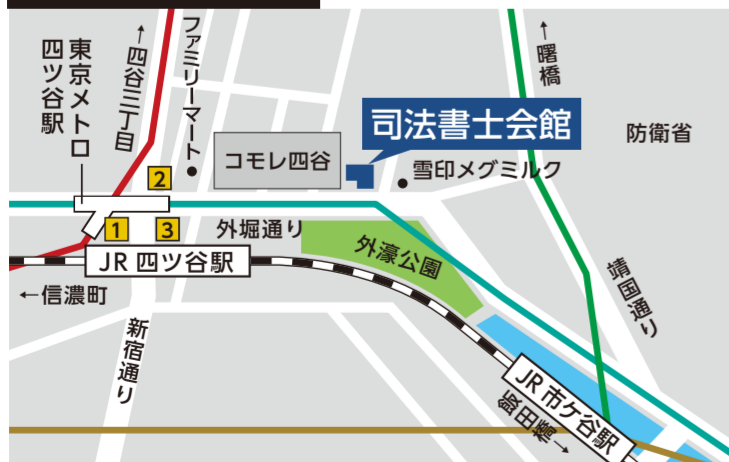 東京メトロ
四ツ谷駅
↑四谷三丁目
ファミリーマート
↑曙橋
司法書士会館
防衛省
コモレ四谷
雪印メグミルク
2
1
3
外堀通り
外濠公園
JR 四ツ谷駅
←信濃町
靖国通り
新宿通り
JR 市ケ谷駅
飯田橋→